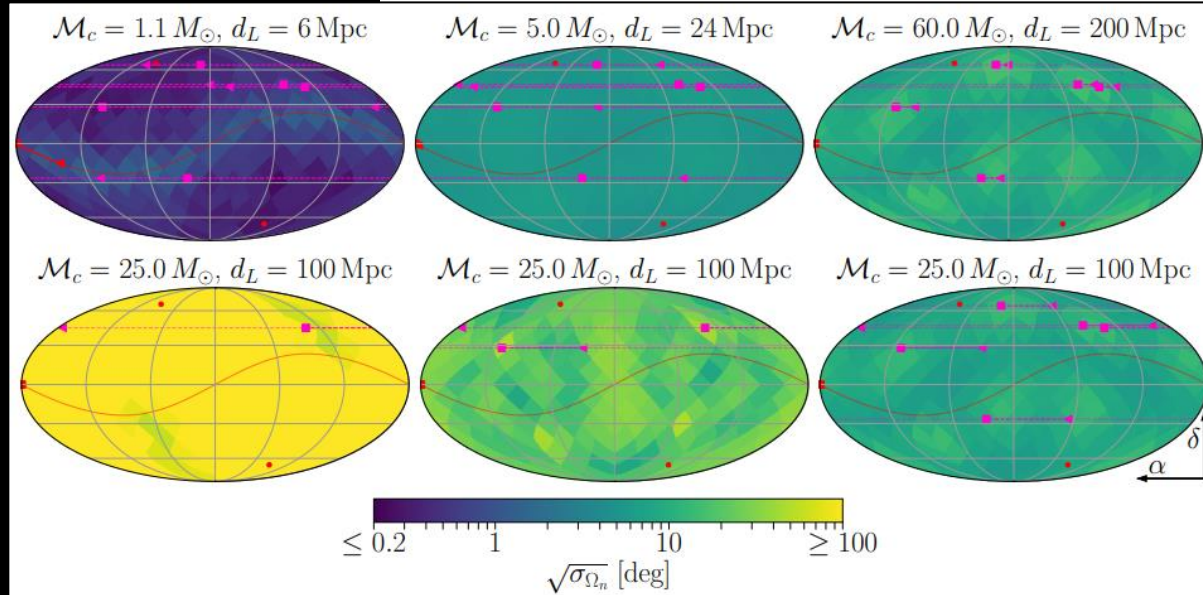 𝓜c = 1.1 M⊙, dL = 6 Mpc
𝓜c = 5.0 M⊙, dL = 24 Mpc
𝓜c = 60.0 M⊙, dL = 200 Mpc
𝓜c = 25.0 M⊙, dL = 100 Mpc
𝓜c = 25.0 M⊙, dL = 100 Mpc
𝓜c = 25.0 M⊙, dL = 100 Mpc
δ
α
≤ 0.2
1
10
≥ 100
√σΩn [deg]